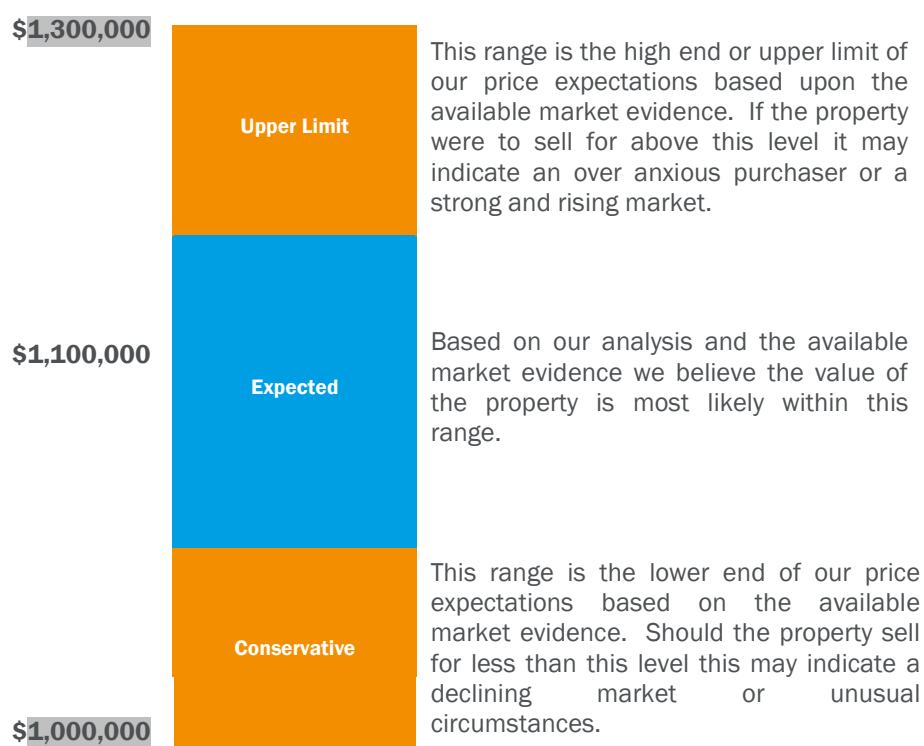 $1,300,000
Upper Limit
This range is the high end or upper limit of
our price expectations based upon the
available market evidence. If the property
were to sell for above this level it may
indicate an over anxious purchaser or a
strong and rising market.
$1,100,000
Expected
Based on our analysis and the available
market evidence we believe the value of
the property is most likely within this
range.
Conservative
This range is the lower end of our price
expectations based on the available
market evidence. Should the property sell
for less than this level this may indicate a
declining market or unusual
circumstances.
$1,000,000